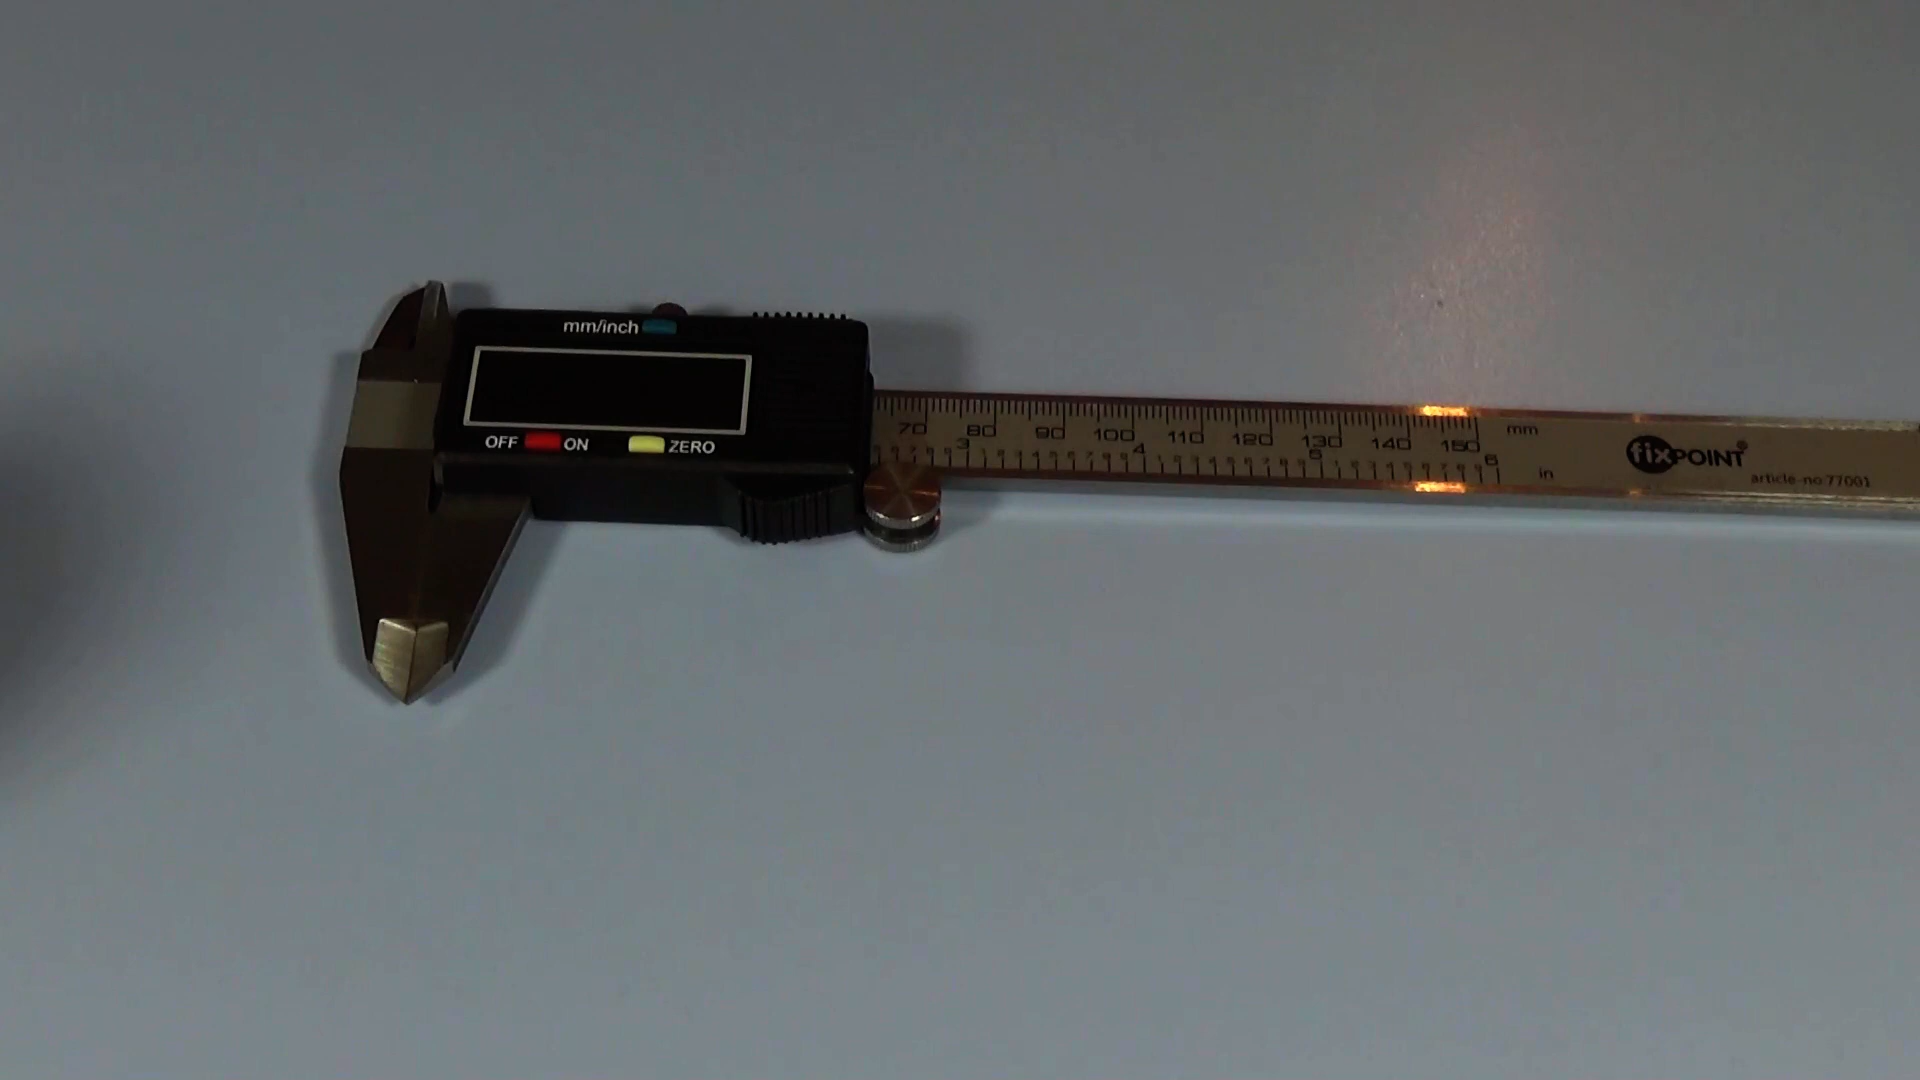 mm/inch
OFF ON ZERO
70 80 90 100 110 120 130 140 150 mm
3 4 5 6 in
fixPOINT®
article-no 77001